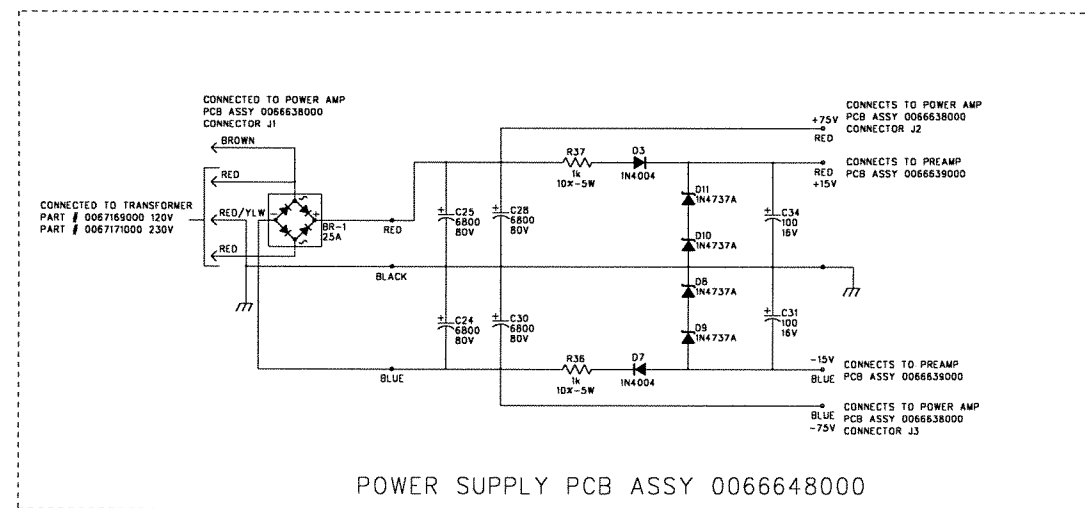 CONNECTED TO POWER AMP
PCB ASSY 0066638000
CONNECTOR J1
BROWN
RED
CONNECTED TO TRANSFORMER
PART # 0067169000 120V
PART # 0067171000 230V
RED/YLW
RED
- +
BR-1
25A
RED
BLACK
BLUE
+ C25
6800
80V
+ C28
6800
80V
+ C24
6800
80V
+ C30
6800
80V
R37
1k
10%-5W
D3
1N4004
D11
1N4737A
D10
1N4737A
D8
1N4737A
D9
1N4737A
R36
1k
10%-5W
D7
1N4004
+ C34
100
16V
+ C31
100
16V
+75V
RED
CONNECTS TO POWER AMP
PCB ASSY 0066638000
CONNECTOR J2
RED
+15V
CONNECTS TO PREAMP
PCB ASSY 0066639000
-15V
BLUE
CONNECTS TO PREAMP
PCB ASSY 0066639000
BLUE
-75V
CONNECTS TO POWER AMP
PCB ASSY 0066638000
CONNECTOR J3
POWER SUPPLY PCB ASSY 0066648000